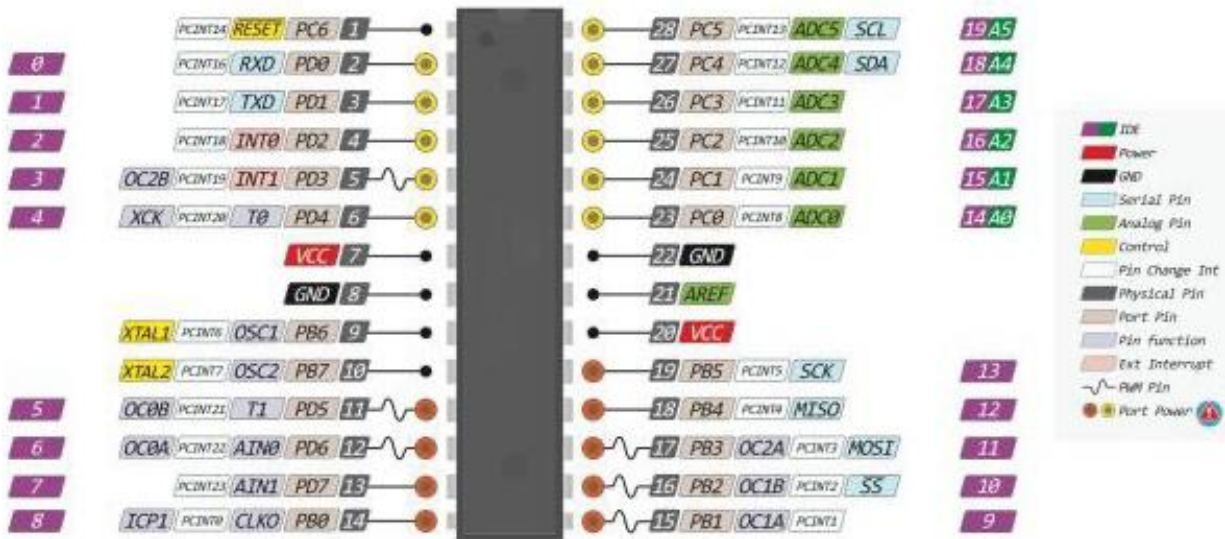 PCINT14 RESET PC6 1
28 PC5 PCINT13 ADC5 SCL 19 A5
0 PCINT16 RXD PD0 2
27 PC4 PCINT12 ADC4 SDA 18 A4
1 PCINT17 TXD PD1 3
26 PC3 PCINT11 ADC3 17 A3
2 PCINT18 INT0 PD2 4
25 PC2 PCINT10 ADC2 16 A2
3 OC2B PCINT19 INT1 PD3 5
24 PC1 PCINT9 ADC1 15 A1
4 XCK PCINT20 T0 PD4 6
23 PC0 PCINT8 ADC0 14 A0
VCC 7
22 GND
GND 8
21 AREF
XTAL1 PCINT6 OSC1 PB6 9
20 VCC
XTAL2 PCINT7 OSC2 PB7 10
19 PB5 PCINT5 SCK 13
5 OC0B PCINT21 T1 PD5 11
18 PB4 PCINT4 MISO 12
6 OC0A PCINT22 AIN0 PD6 12
17 PB3 OC2A PCINT3 MOSI 11
7 PCINT23 AIN1 PD7 13
16 PB2 OC1B PCINT2 SS 10
8 ICP1 PCINT0 CLKO PB0 14
15 PB1 OC1A PCINT1 9
IDE
Power
GND
Serial Pin
Analog Pin
Control
Pin Change Int
Physical Pin
Port Pin
Pin function
Ext Interrupt
PWM Pin
Port Power